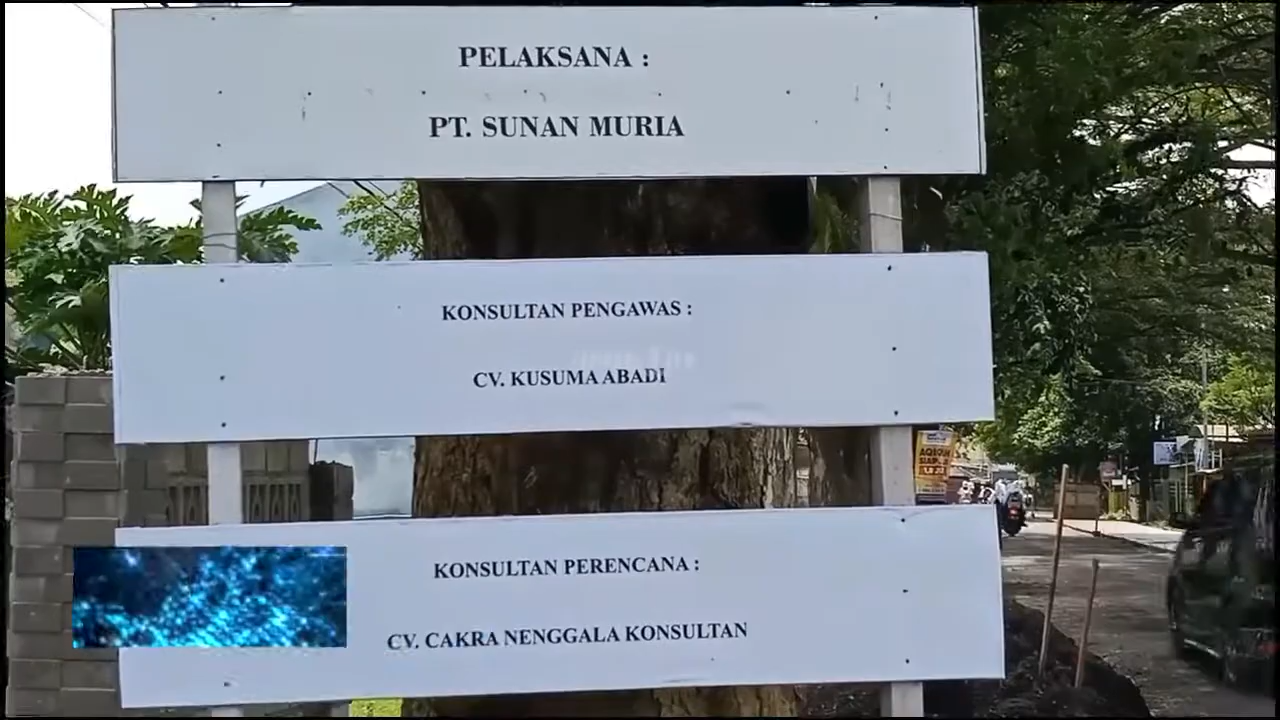 PELAKSANA :
PT. SUNAN MURIA
KONSULTAN PENGAWAS :
CV. KUSUMA ABADI
KONSULTAN PERENCANA :
CV. CAKRA NENGGALA KONSULTAN